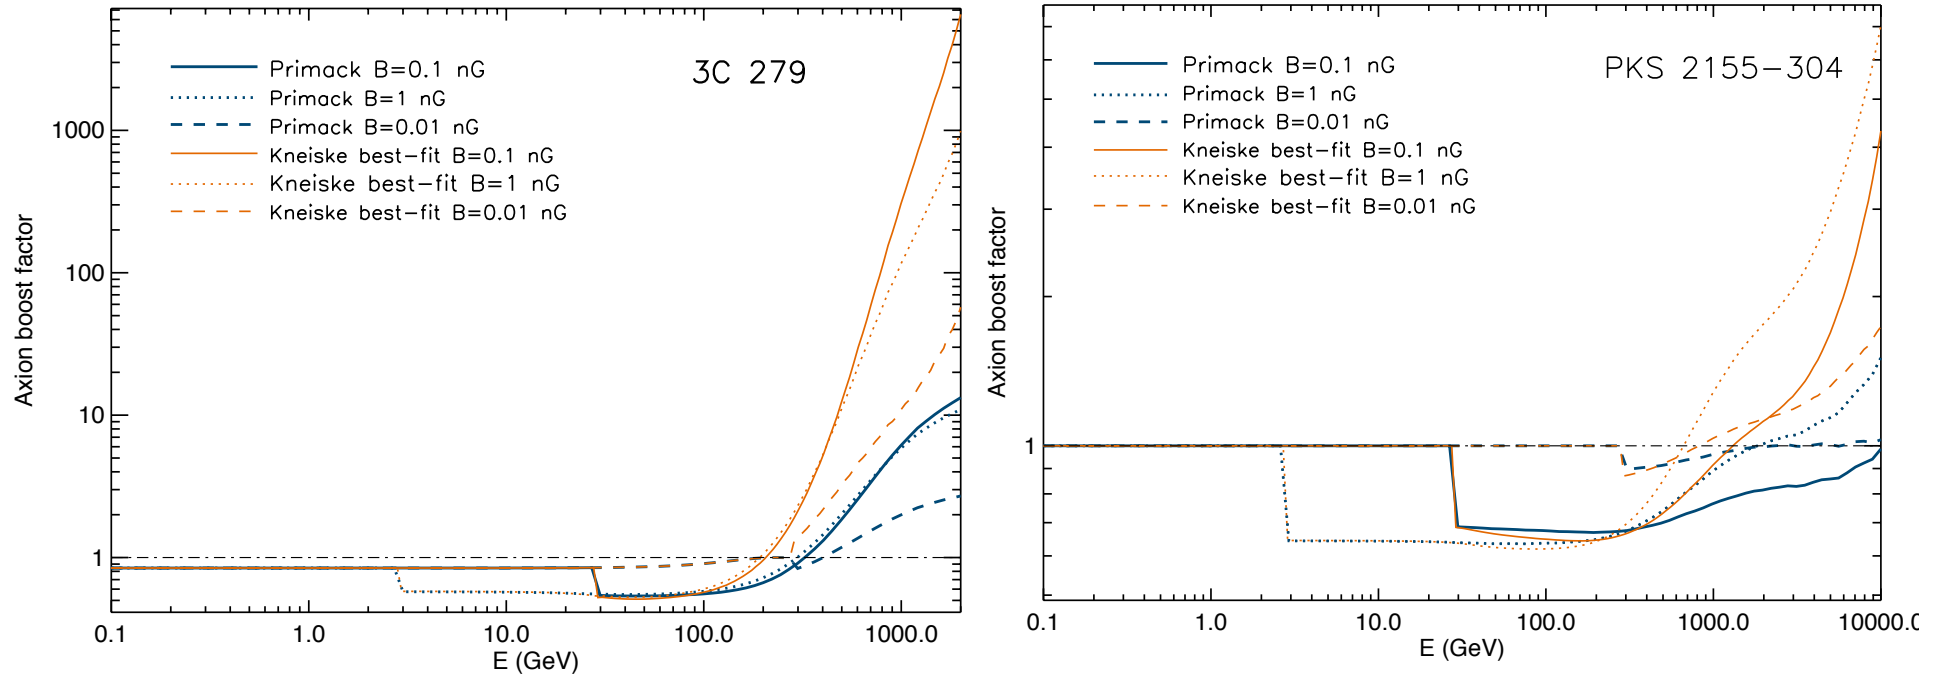 3C 279
Primack B=0.1 nG
Primack B=1 nG
Primack B=0.01 nG
Kneiske best-fit B=0.1 nG
Kneiske best-fit B=1 nG
Kneiske best-fit B=0.01 nG
Axion boost factor
1000
100
10
1
0.1 1.0 10.0 100.0 1000.0
E (GeV)
PKS 2155-304
Primack B=0.1 nG
Primack B=1 nG
Primack B=0.01 nG
Kneiske best-fit B=0.1 nG
Kneiske best-fit B=1 nG
Kneiske best-fit B=0.01 nG
Axion boost factor
1
0.1 1.0 10.0 100.0 1000.0 10000.0
E (GeV)